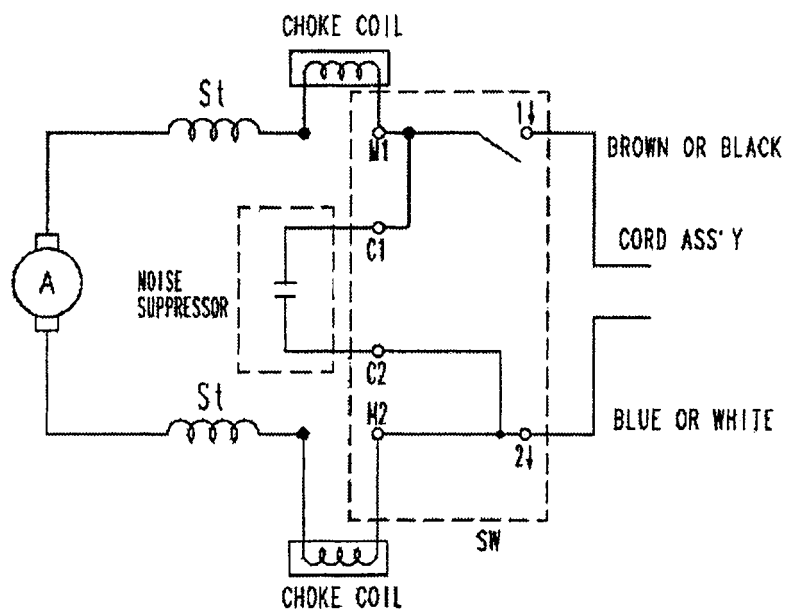 CHOKE COIL
St
M1
1↓
BROWN OR BLACK
C1
CORD ASS'Y
A
NOISE
SUPPRESSOR
C2
St
M2
BLUE OR WHITE
2↓
SW
CHOKE COIL